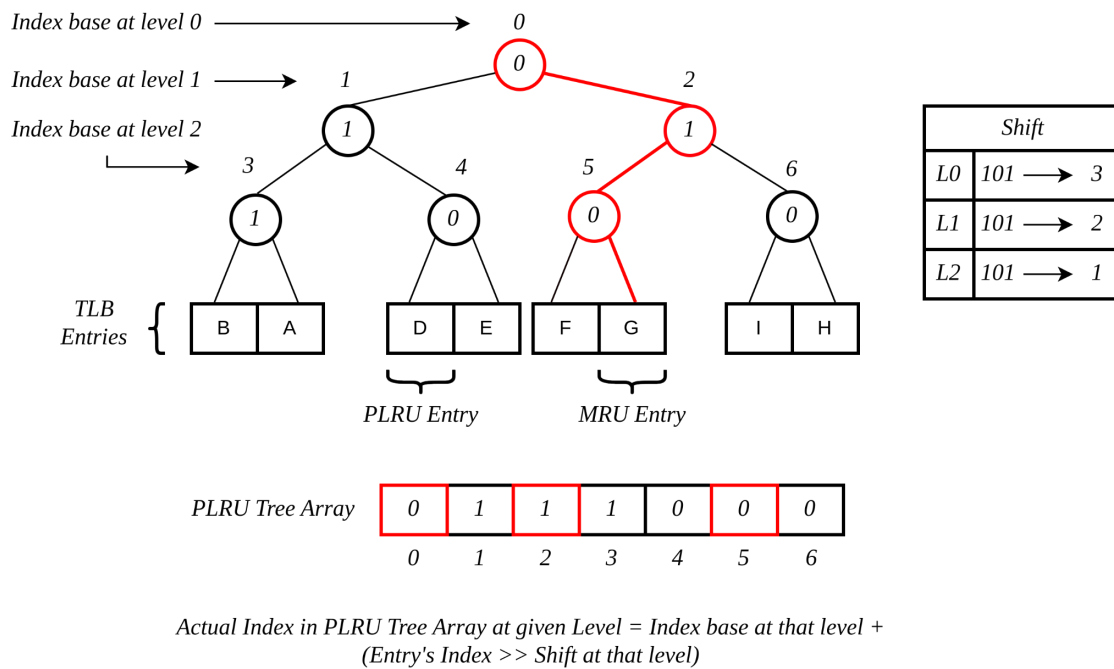 Index base at level 0
0
0
Index base at level 1
1
2
Index base at level 2
1
1
3
4
5
6
1
0
0
0
Shift
L0 101 3
L1 101 2
L2 101 1
TLB
Entries
B A D E F G I H
PLRU Entry
MRU Entry
PLRU Tree Array
0 1 1 1 0 0 0
0 1 2 3 4 5 6
Actual Index in PLRU Tree Array at given Level = Index base at that level +
(Entry's Index >> Shift at that level)